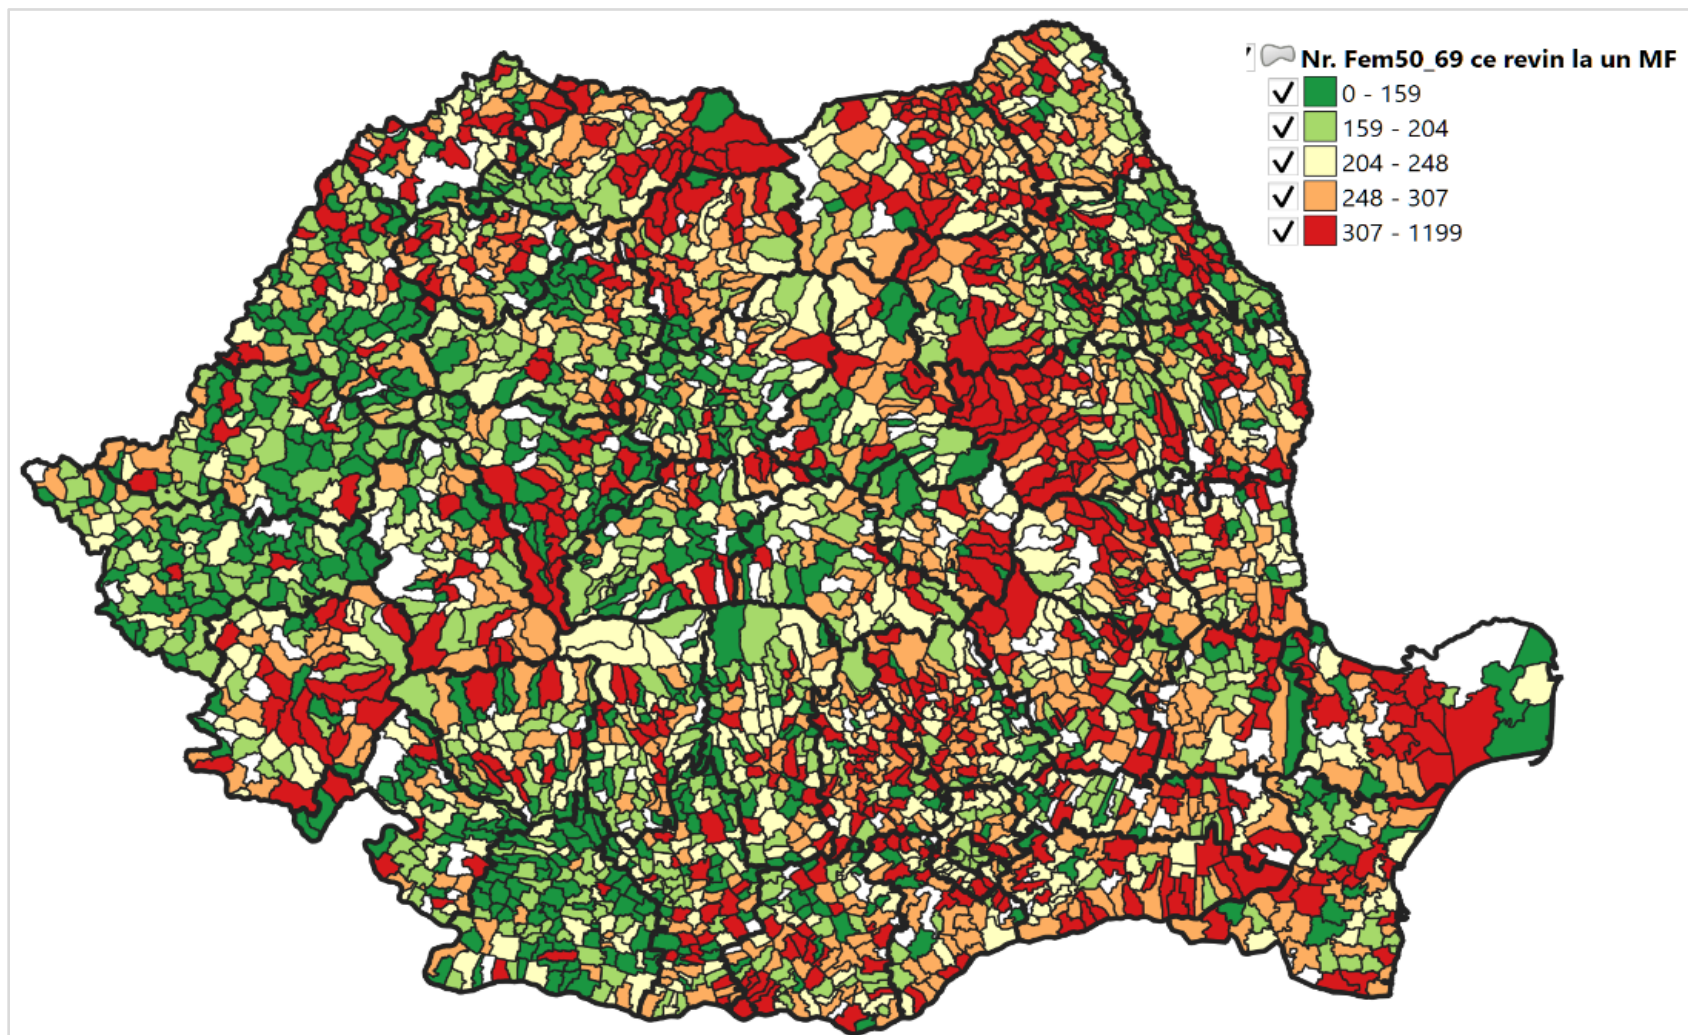 Nr. Fem50_69 ce revin la un MF
0 - 159
159 - 204
204 - 248
248 - 307
307 - 1199